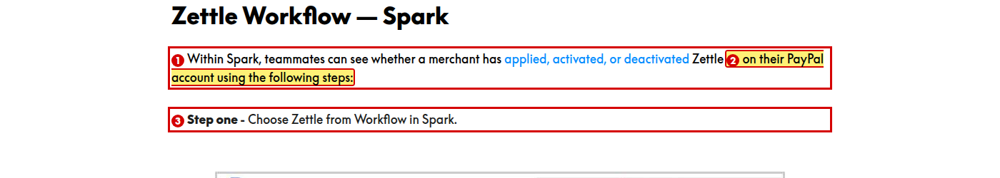 Zettle Workflow — Spark
1 Within Spark, teammates can see whether a merchant has applied, activated, or deactivated Zettle 2 on their PayPal
account using the following steps:
3 Step one - Choose Zettle from Workflow in Spark.